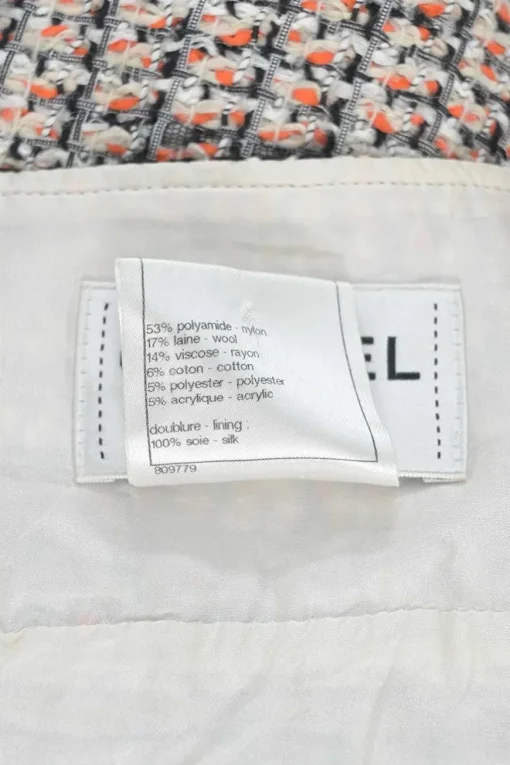 53% polyamide - nylon
17% laine - wool
14% viscose - rayon
6% coton - cotton
5% polyester - polyester
5% acrylique - acrylic
doublure - lining :
100% soie - silk
809779
EL